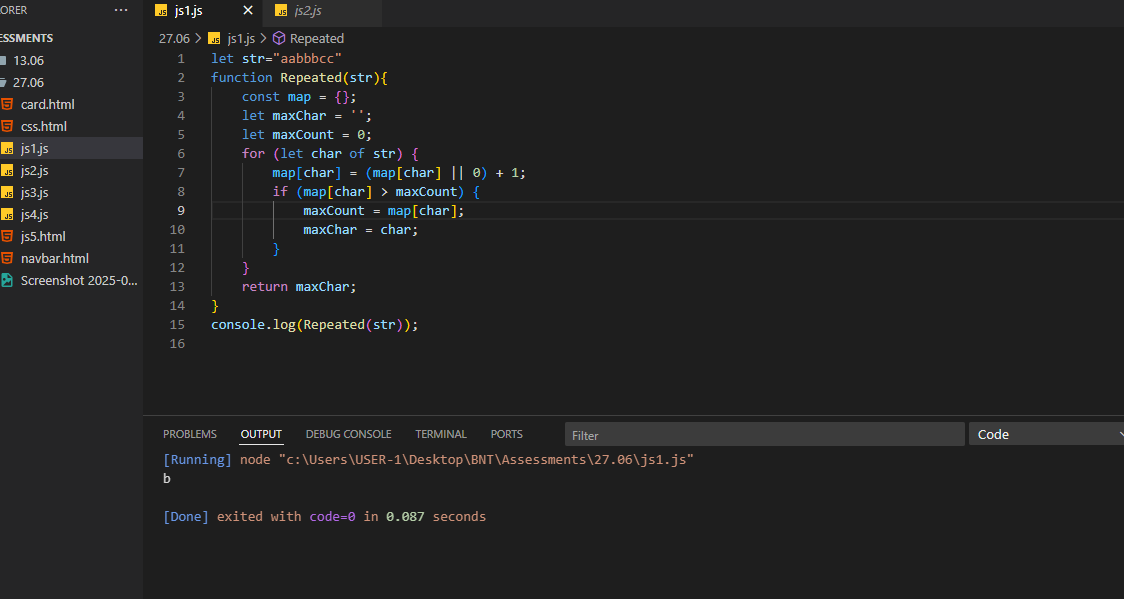 ORER ...
js1.js
js2.js
ESSMENTS
13.06
27.06
card.html
css.html
js1.js
js2.js
js3.js
js4.js
js5.html
navbar.html
Screenshot 2025-0...
27.06 > js1.js > Repeated
1 let str="aabbbcc"
2 function Repeated(str){
3     const map = {};
4     let maxChar = '';
5     let maxCount = 0;
6     for (let char of str) {
7         map[char] = (map[char] || 0) + 1;
8         if (map[char] > maxCount) {
9             maxCount = map[char];
10             maxChar = char;
11         }
12     }
13     return maxChar;
14 }
15 console.log(Repeated(str));
16
PROBLEMS OUTPUT DEBUG CONSOLE TERMINAL PORTS Filter Code
[Running] node "c:\Users\USER-1\Desktop\BNT\Assessments\27.06\js1.js"
b
[Done] exited with code=0 in 0.087 seconds